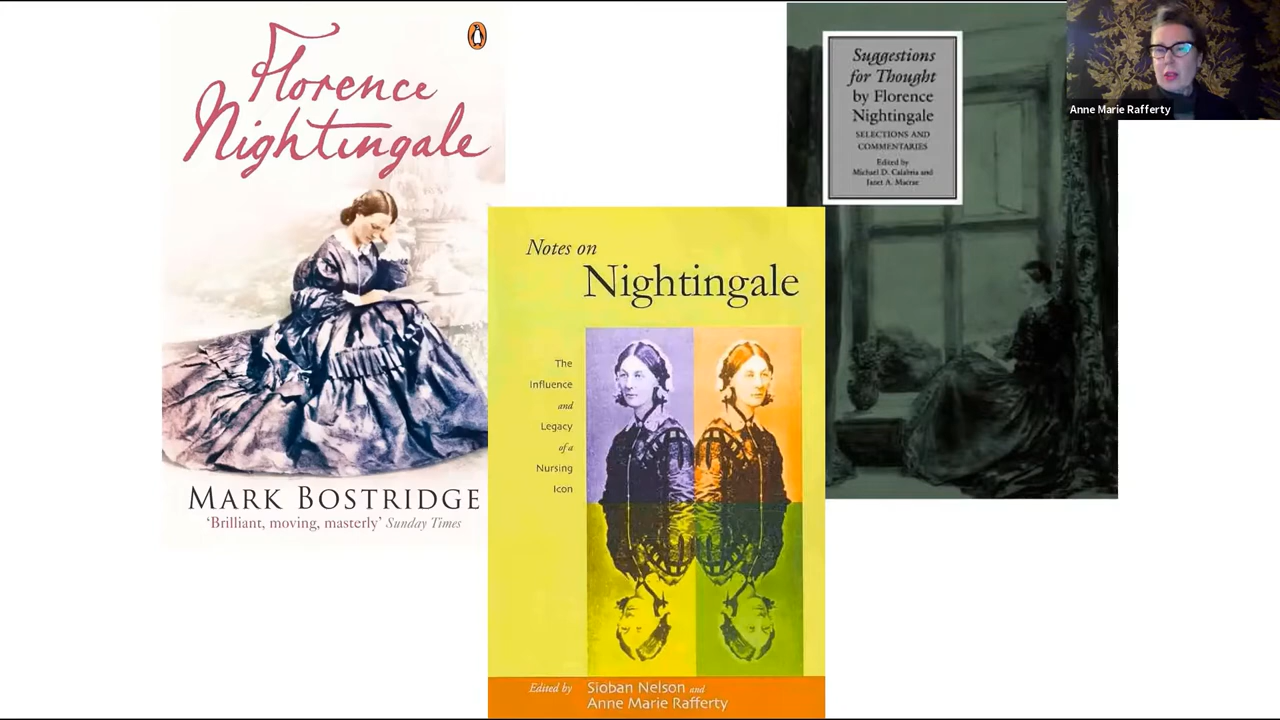 Florence
Nightingale
MARK BOSTRIDGE
'Brilliant, moving, masterly' Sunday Times
Notes on
Nightingale
The
Influence
and
Legacy
of a
Nursing
Icon
Edited by Sioban Nelson and
Anne Marie Rafferty
Suggestions
for Thought
by Florence
Nightingale
SELECTIONS AND
COMMENTARIES
Edited by
Michael D. Calabria and
Janet A. Macrae
Anne Marie Rafferty